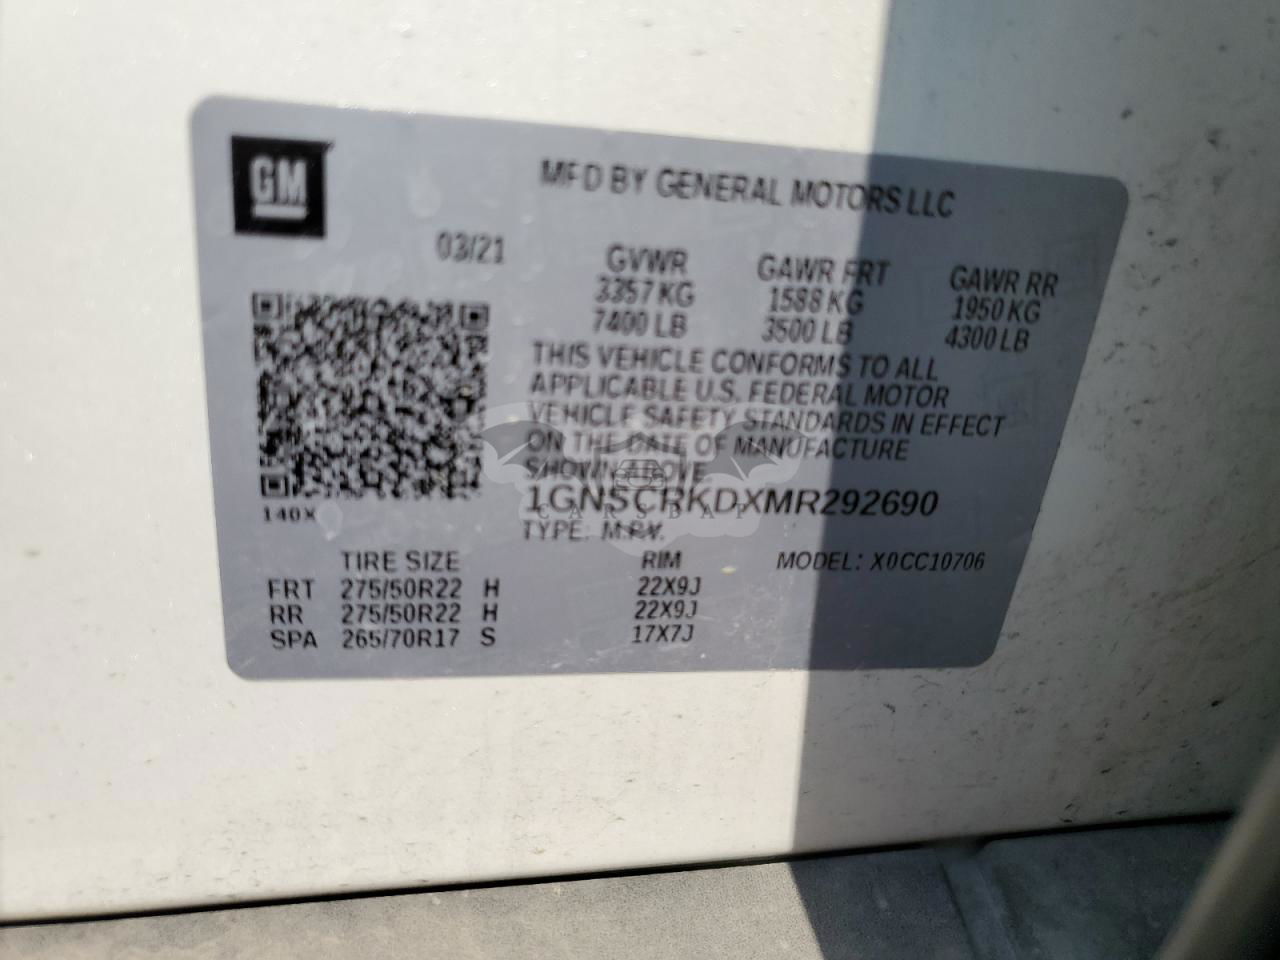 GM
MFD BY GENERAL MOTORS LLC
03/21
GVWR GAWR FRT GAWR RR
3357 KG 1588 KG 1950 KG
7400 LB 3500 LB 4300 LB
THIS VEHICLE CONFORMS TO ALL
APPLICABLE U.S. FEDERAL MOTOR
VEHICLE SAFETY STANDARDS IN EFFECT
ON THE DATE OF MANUFACTURE
SHOWN ABOVE
1GNSCRKDXMR292690
CARSBAT
140X
TYPE: M.P.V.
TIRE SIZE RIM MODEL: X0CC10706
FRT 275/50R22 H 22X9J
RR 275/50R22 H 22X9J
SPA 265/70R17 S 17X7J